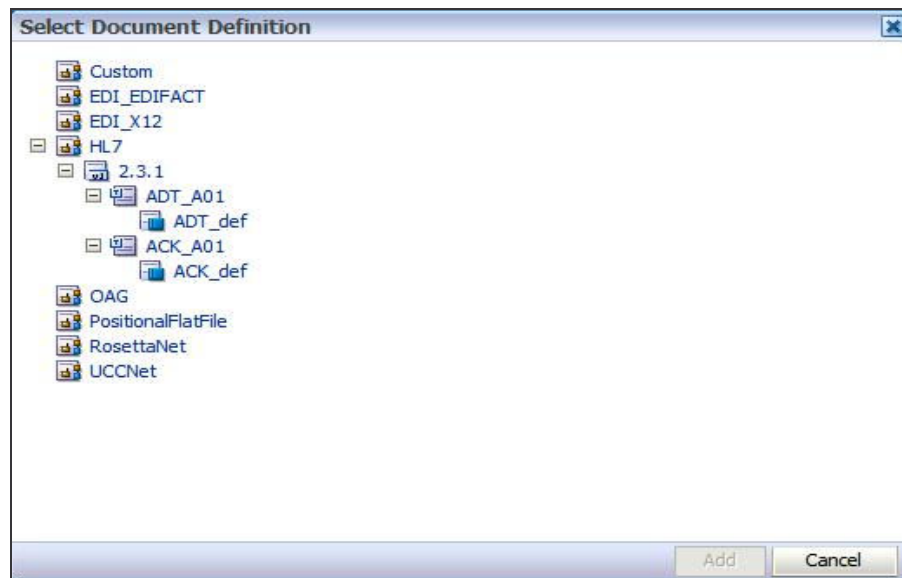 Select Document Definition
Custom
EDI_EDIFACT
EDI_X12
HL7
2.3.1
ADT_A01
ADT_def
ACK_A01
ACK_def
OAG
PositionalFlatFile
RosettaNet
UCCNet
Add Cancel